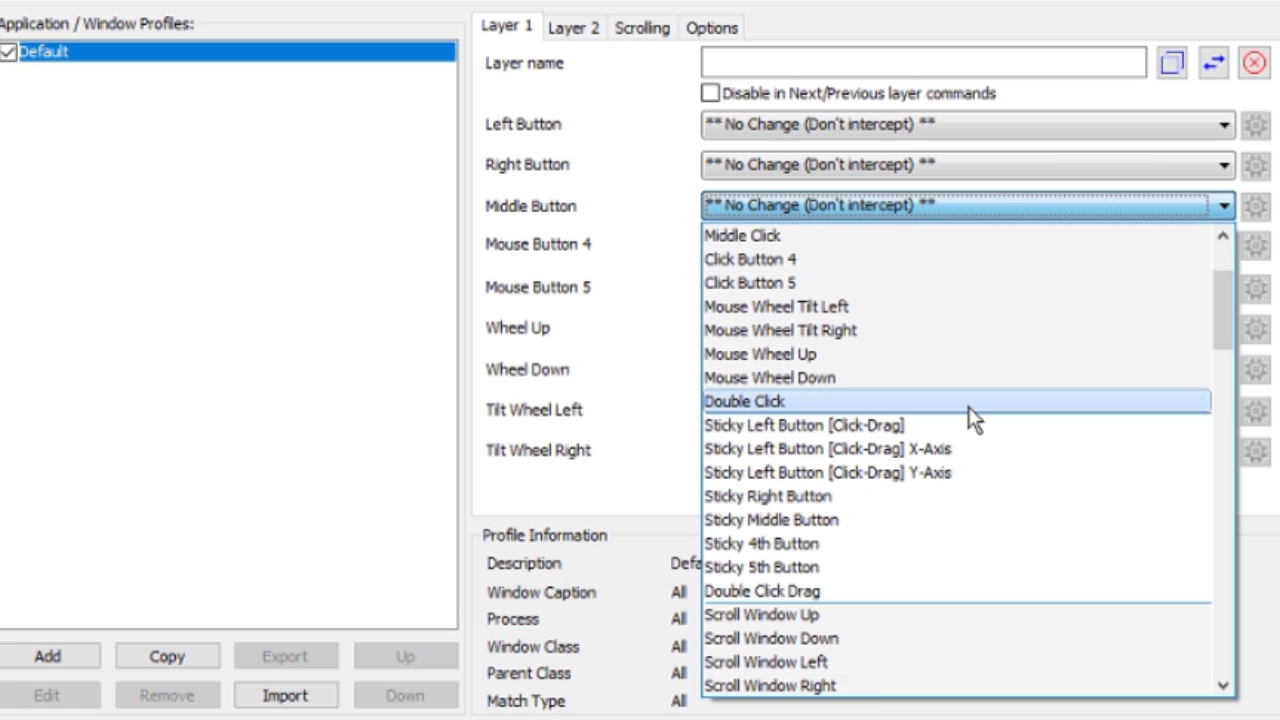 Application / Window Profiles:
Default
Add
Copy
Export
Up
Edit
Remove
Import
Down
Layer 1
Layer 2
Scrolling
Options
Layer name
Disable in Next/Previous layer commands
Left Button
** No Change (Don't intercept) **
Right Button
** No Change (Don't intercept) **
Middle Button
** No Change (Don't intercept) **
Mouse Button 4
Mouse Button 5
Wheel Up
Wheel Down
Tilt Wheel Left
Tilt Wheel Right
Middle Click
Click Button 4
Click Button 5
Mouse Wheel Tilt Left
Mouse Wheel Tilt Right
Mouse Wheel Up
Mouse Wheel Down
Double Click
Sticky Left Button [Click-Drag]
Sticky Left Button [Click-Drag] X-Axis
Sticky Left Button [Click-Drag] Y-Axis
Sticky Right Button
Sticky Middle Button
Sticky 4th Button
Sticky 5th Button
Double Click Drag
Scroll Window Up
Scroll Window Down
Scroll Window Left
Scroll Window Right
Profile Information
Description Defa
Window Caption All
Process All
Window Class All
Parent Class All
Match Type All